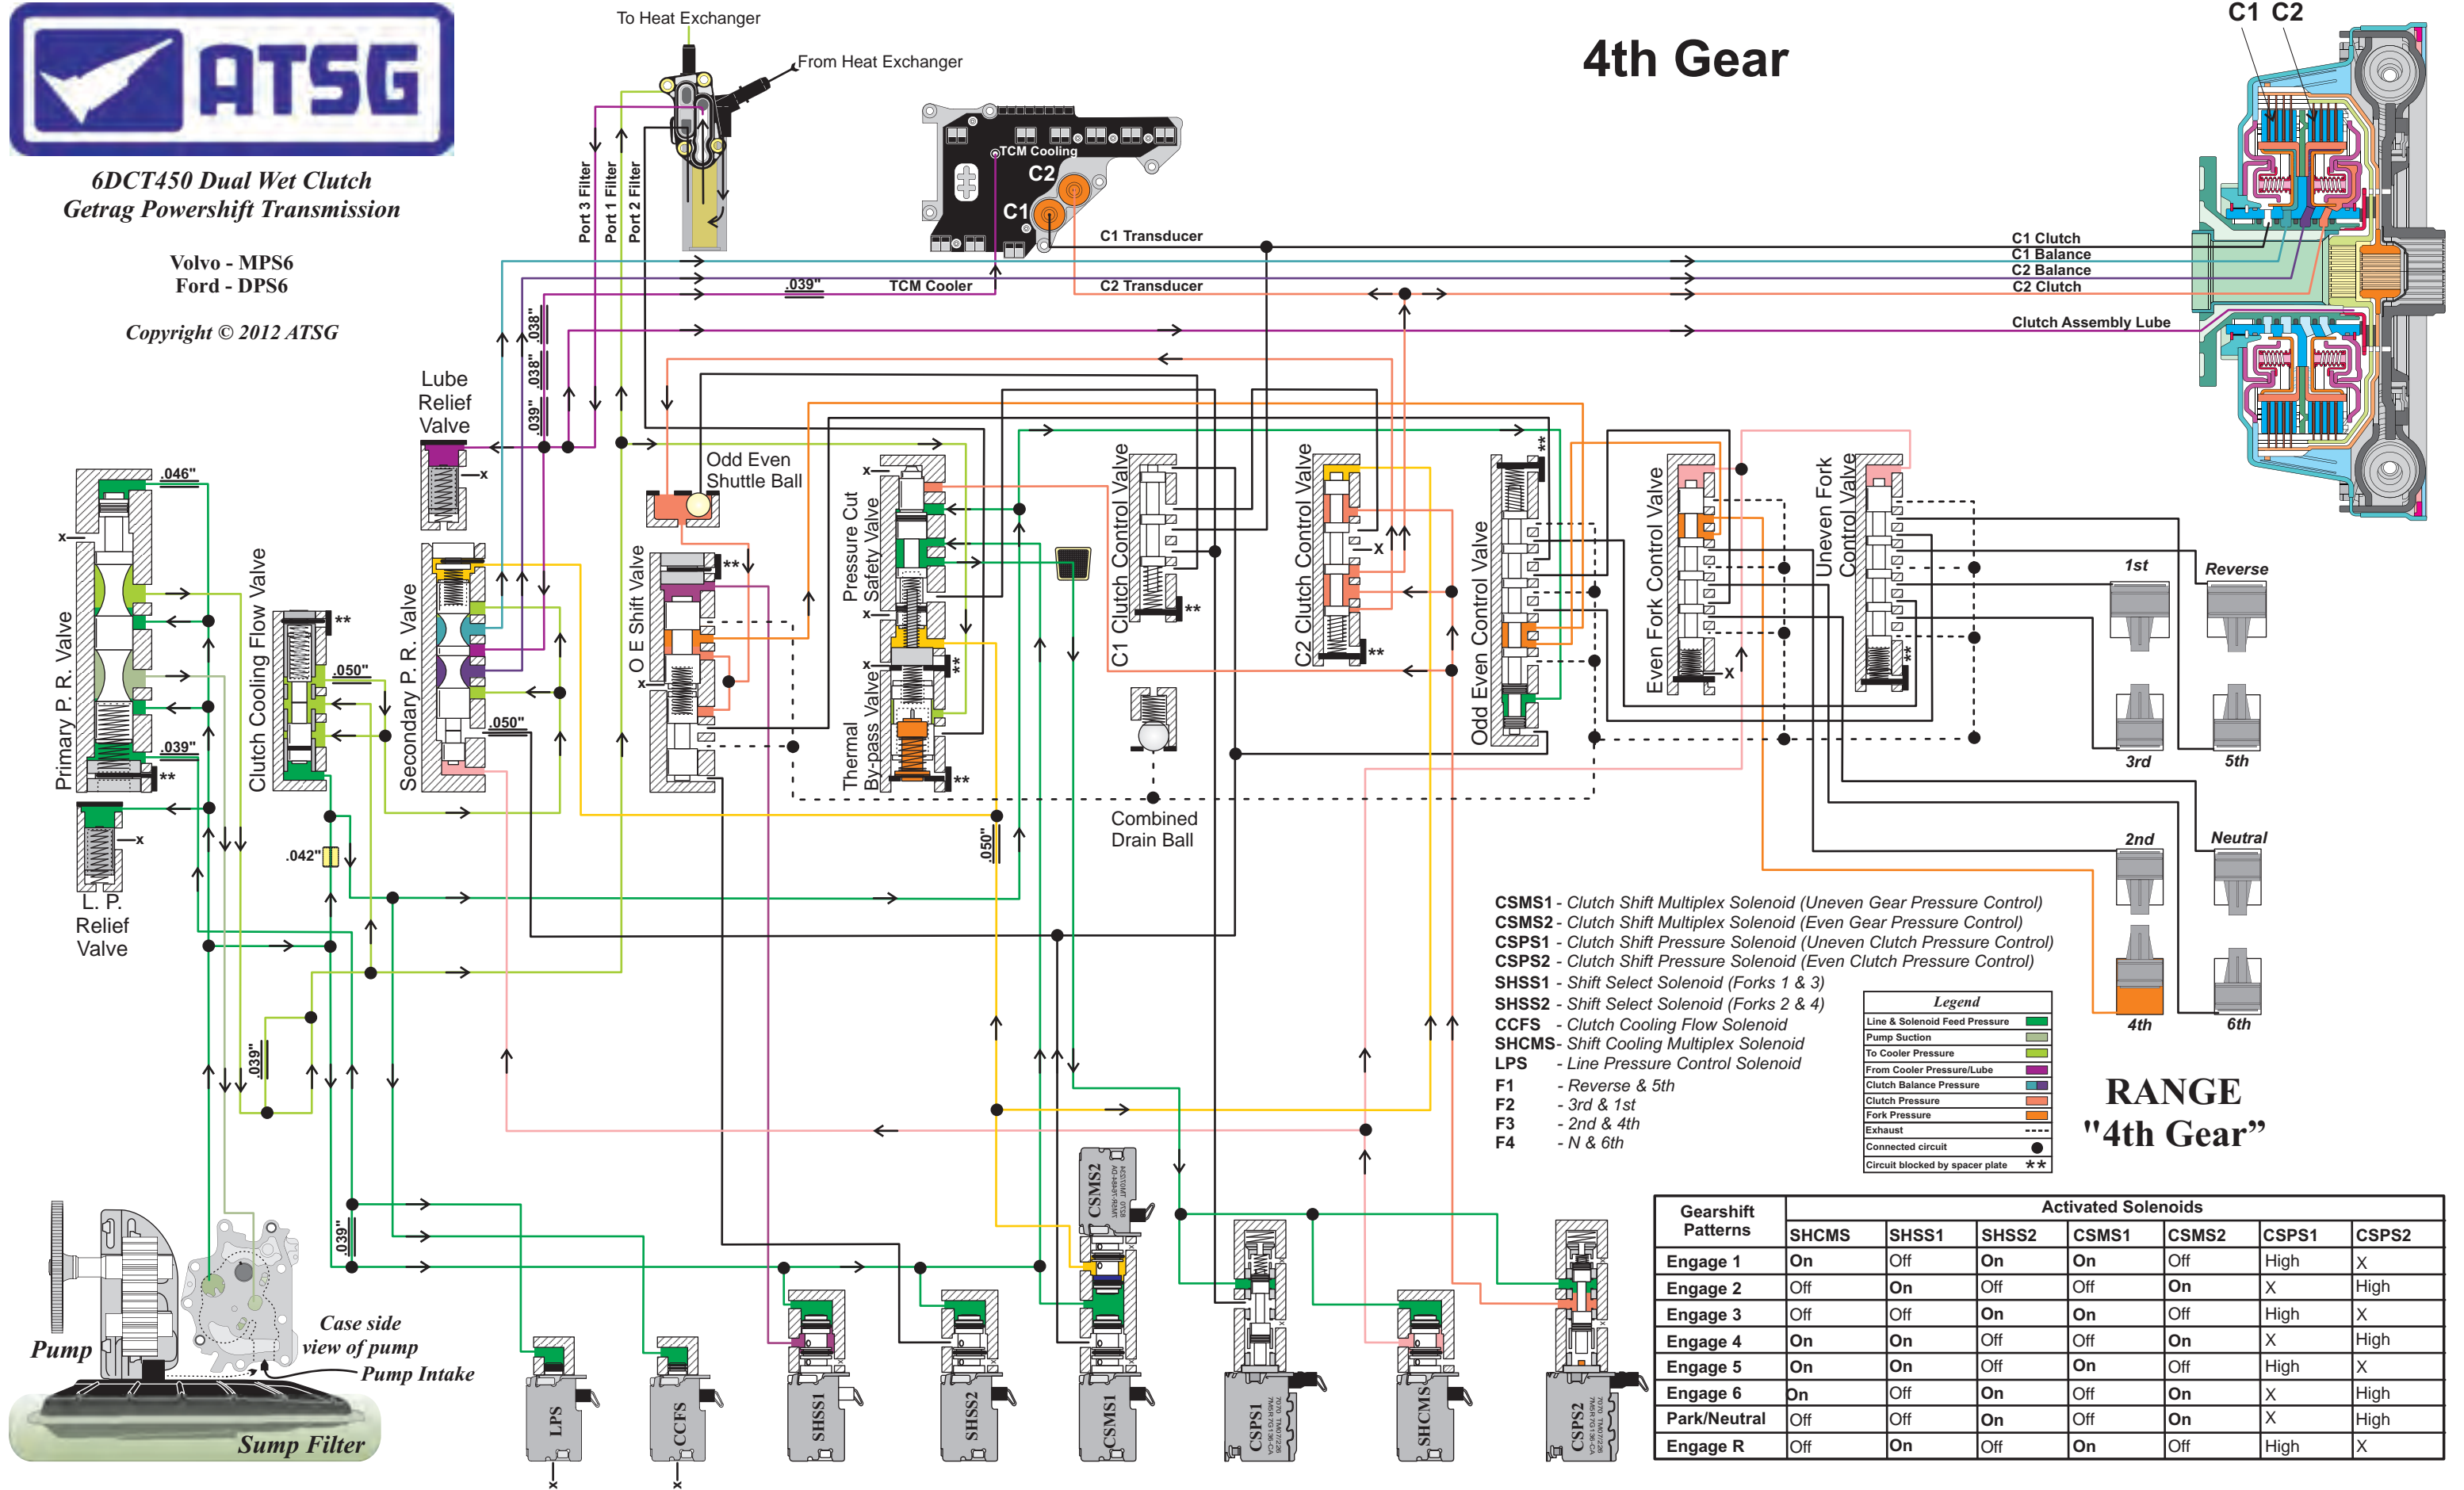 ATSG
6DCT450 Dual Wet Clutch
Getrag Powershift Transmission
Volvo - MPS6
Ford - DPS6
Copyright © 2012 ATSG
To Heat Exchanger
From Heat Exchanger
Port 3 Filter
Port 1 Filter
Port 2 Filter
TCM Cooling
C2
C1
4th Gear
C1 C2
C1 Transducer
C2 Transducer
.039"
TCM Cooler
C1 Clutch
C1 Balance
C2 Balance
C2 Clutch
Clutch Assembly Lube
.038"
.038"
.039"
Lube
Relief
Valve
x
Odd Even
Shuttle Ball
.046"
x
Primary P. R. Valve
.039"
**
L. P.
Relief
Valve
x
Clutch Cooling Flow Valve
**
.050"
.042"
Secondary P. R. Valve
.050"
O E Shift Valve
**
x
Pressure Cut
Safety Valve
x
x
x
**
Thermal
By-pass Valve
**
.050"
C1 Clutch Control Valve
**
Combined
Drain Ball
C2 Clutch Control Valve
x
**
Odd Even Control Valve
**
Even Fork Control Valve
x
Uneven Fork
Control Valve
**
1st
Reverse
3rd
5th
2nd
Neutral
4th
6th
CSMS1 - Clutch Shift Multiplex Solenoid (Uneven Gear Pressure Control)
CSMS2 - Clutch Shift Multiplex Solenoid (Even Gear Pressure Control)
CSPS1 - Clutch Shift Pressure Solenoid (Uneven Clutch Pressure Control)
CSPS2 - Clutch Shift Pressure Solenoid (Even Clutch Pressure Control)
SHSS1 - Shift Select Solenoid (Forks 1 & 3)
SHSS2 - Shift Select Solenoid (Forks 2 & 4)
CCFS - Clutch Cooling Flow Solenoid
SHCMS - Shift Cooling Multiplex Solenoid
LPS - Line Pressure Control Solenoid
F1 - Reverse & 5th
F2 - 3rd & 1st
F3 - 2nd & 4th
F4 - N & 6th
Legend
Line & Solenoid Feed Pressure
Pump Suction
To Cooler Pressure
From Cooler Pressure/Lube
Clutch Balance Pressure
Clutch Pressure
Fork Pressure
Exhaust
Connected circuit
Circuit blocked by spacer plate **
RANGE
"4th Gear”
.039"
.039"
Pump
Case side
view of pump
Pump Intake
Sump Filter
LPS
x
CCFS
x
SHSS1
SHSS2
CSMS2
CSMS1
CSPS1
SHCMS
CSPS2
Gearshift Patterns Activated Solenoids
SHCMS SHSS1 SHSS2 CSMS1 CSMS2 CSPS1 CSPS2
Engage 1 On Off On On Off High X
Engage 2 Off On Off Off On X High
Engage 3 Off Off On On Off High X
Engage 4 On On Off Off On X High
Engage 5 On On Off On Off High X
Engage 6 On Off On Off On X High
Park/Neutral Off Off On Off On X High
Engage R Off On Off On Off High X